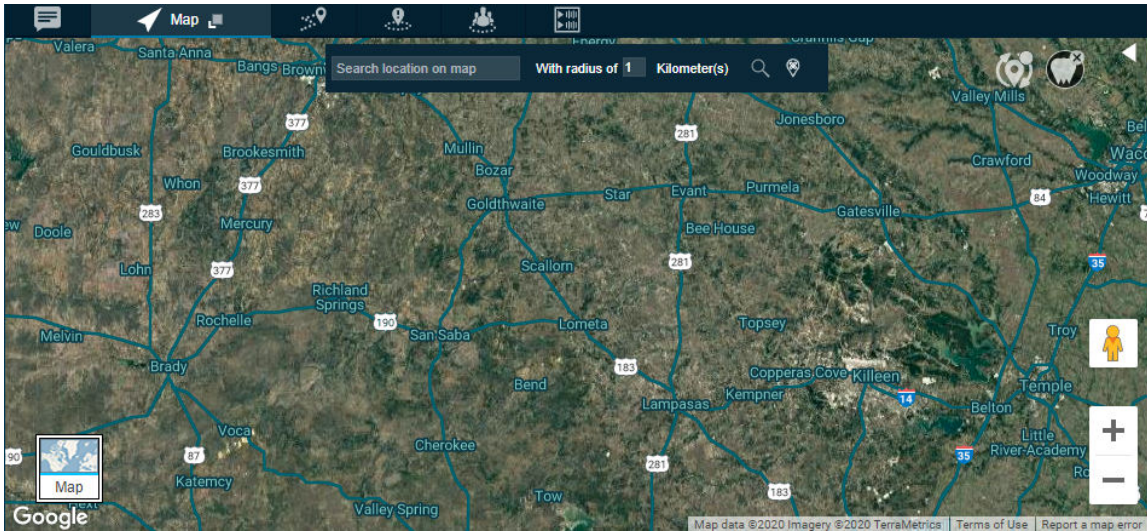 Map
Energy
Crunills Gap
Valera
Santa Anna
Bangs
Search location on map
With radius of 1 Kilometer(s)
Valley Mills
377
Jonesboro
281
Gouldbusk
Brookesmith
Mullin
Crawford
Waco
Bozar
Woodway
Whon
377
Star
Evant
Purmela
84
Hewitt
Goldthwaite
283
Gatesville
Mercury
Doole
Bee House
281
35
Lohn
377
Scallorn
Richland
Springs
Rochelle
190
Lometa
Topsey
Melvin
San Saba
Troy
Brady
183
Copperas Cove
Killeen
Bend
Kempner
14
Temple
Lampasas
Belton
Voca
Cherokee
Little
River-Academy
87
35
90
281
Map
Katemcy
183
Tow
Valley Spring
Google
Map data ©2020 Imagery ©2020 TerraMetrics
Terms of Use
Report a map error